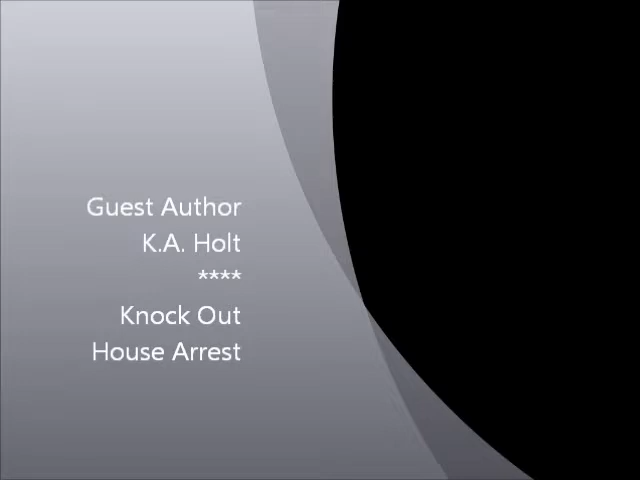 Guest Author
K.A. Holt
****
Knock Out
House Arrest